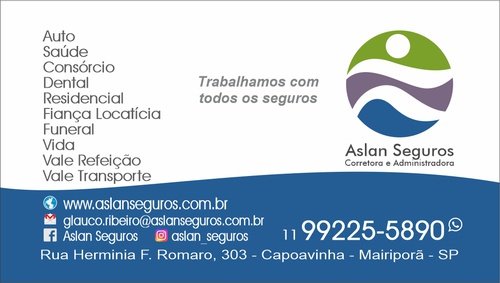 Auto
Saúde
Consórcio
Dental
Residencial
Fiança Locatícia
Funeral
Vida
Vale Refeição
Vale Transporte
Trabalhamos com
todos os seguros
Aslan Seguros
Corretora e Administradora
www.aslanseguros.com.br
glauco.ribeiro@aslanseguros.com.br
Aslan Seguros aslan_seguros
11 99225-5890
Rua Herminia F. Romaro, 303 - Capoavinha - Mairiporã - SP